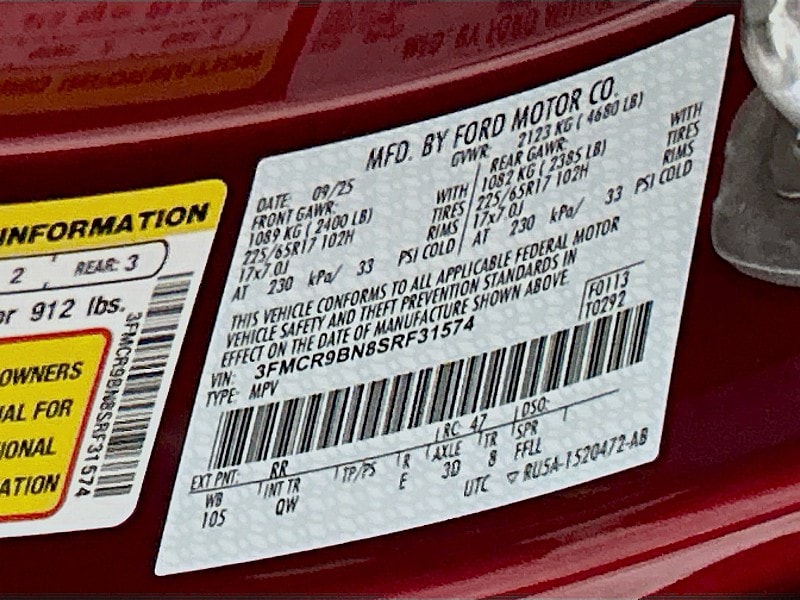 INFORMATION
2 REAR: 3
or 912 lbs.
OWNERS
UAL FOR
IONAL
ATION
3FMCR9BN8SRF31574
MFD. BY FORD MOTOR CO.
DATE: 09/25 GVWR: 2123 KG ( 4680 LB)
FRONT GAWR: WITH REAR GAWR: WITH
1089 KG ( 2400 LB) TIRES 1082 KG ( 2385 LB) TIRES
225/65R17 102H RIMS 225/65R17 102H RIMS
17x7.0J 17x7.0J
AT 230 kPa/ 33 PSI COLD AT 230 kPa/ 33 PSI COLD
THIS VEHICLE CONFORMS TO ALL APPLICABLE FEDERAL MOTOR
VEHICLE SAFETY AND THEFT PREVENTION STANDARDS IN
EFFECT ON THE DATE OF MANUFACTURE SHOWN ABOVE
VIN: 3FMCR9BN8SRF31574 F0113
TYPE: MPV T0292
EXT PNT: RR RC: 47 DSO:
WB INT TR TP/PS R AXLE TR SPR
105 QW E 3D 8 FFLL
UTC ▽ RU5A-1520472-AB